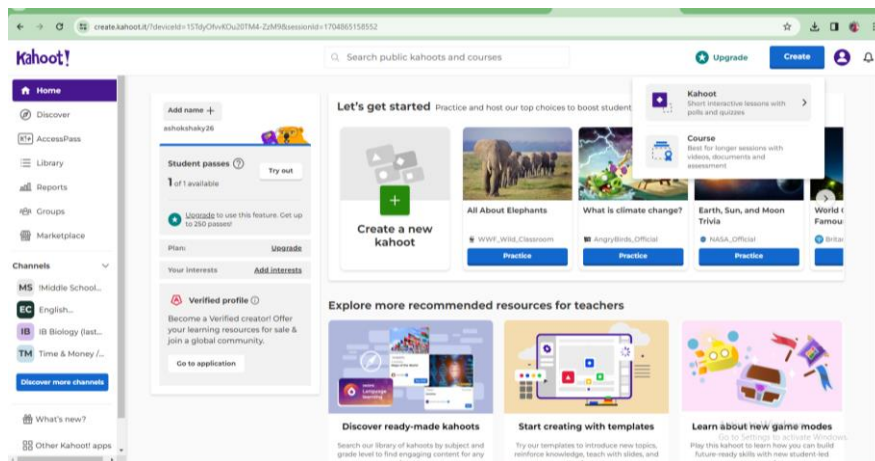 create.kahoot.it/?deviceId=1STdyOfvvKOu20TM4-ZzM9&sessionId=1704865158552
Kahoot!
Search public kahoots and courses
Upgrade
Create
Home
Discover
AccessPass
Library
Reports
Groups
Marketplace
Channels
MS !Middle School...
EC English...
IB IB Biology (last...
TM Time & Money /...
Discover more channels
What's new?
Other Kahoot! apps
Add name +
ashokshaky26
Student passes ?
1 of 1 available
Try out
Upgrade to use this feature. Get up
to 250 passes!
Plan: Upgrade
Your interests Add interests
Verified profile
Become a Verified creator! Offer
your learning resources for sale &
join a global community.
Go to application
Let's get started Practice and host our top choices to boost student
Kahoot
Short interactive lessons with
polls and quizzes
Course
Best for longer sessions with
videos, documents and
assessment
Create a new
kahoot
All About Elephants
WWF_Wild_Classroom
Practice
What is climate change?
AngryBirds_Official
Practice
Earth, Sun, and Moon
Trivia
NASA_Official
Practice
World
Famou
Britar
Explore more recommended resources for teachers
Discover ready-made kahoots
Search our library of kahoots by subject and
grade level to find engaging content for any
Start creating with templates
Try our templates to introduce new topics,
reinforce knowledge, teach with slides, and
Learn about new game modes
Play this kahoot to learn how you can build
future-ready skills with new student-led
Go to Settings to activate Windows.